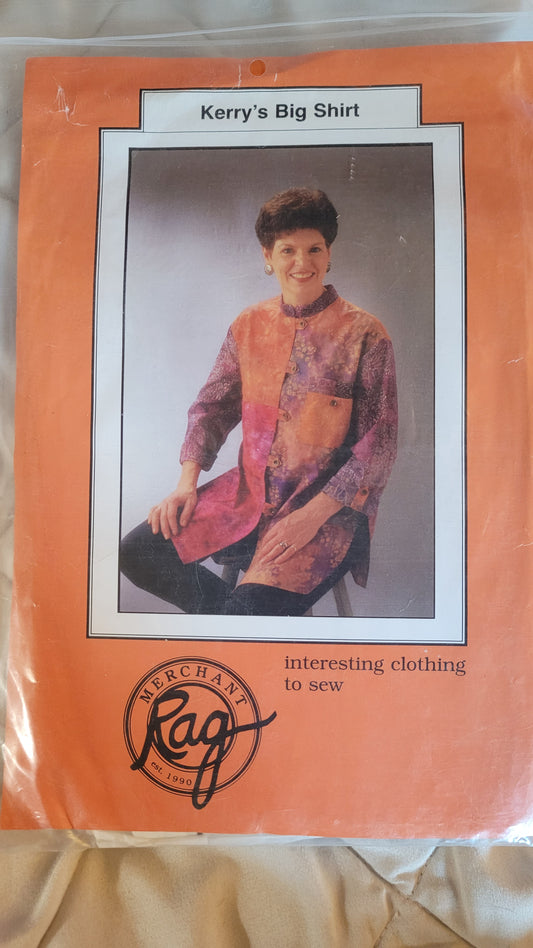 Kerry's Big Shirt
interesting clothing
to sew
MERCHANT
Rag
est. 1990